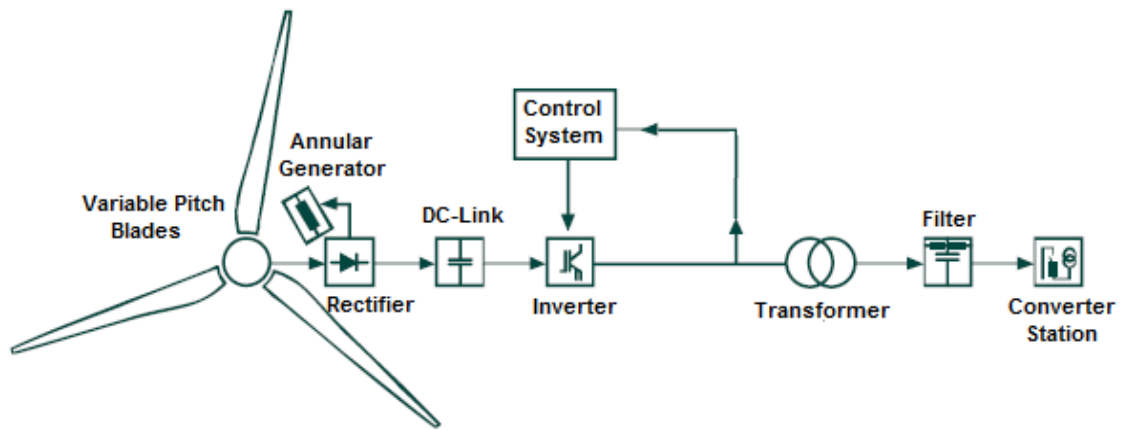 Control
System
Annular
Generator
Variable Pitch
Blades
DC-Link
Filter
Rectifier
Inverter
Transformer
Converter
Station